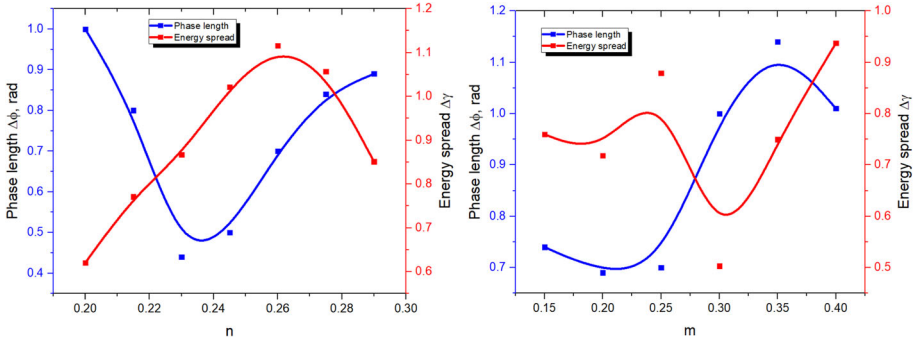 Phase length
Energy spread
Phase length Δϕ, rad
1.0
0.9
0.8
0.7
0.6
0.5
0.4
0.20 0.22 0.24 0.26 0.28 0.30
n
1.2
1.1
1.0
0.9
0.8
0.7
0.6
Energy spread Δγ
Phase length
Energy spread
Phase length Δϕ, rad
1.2
1.1
1.0
0.9
0.8
0.7
0.15 0.20 0.25 0.30 0.35 0.40
m
1.0
0.9
0.8
0.7
0.6
0.5
Energy spread Δγ